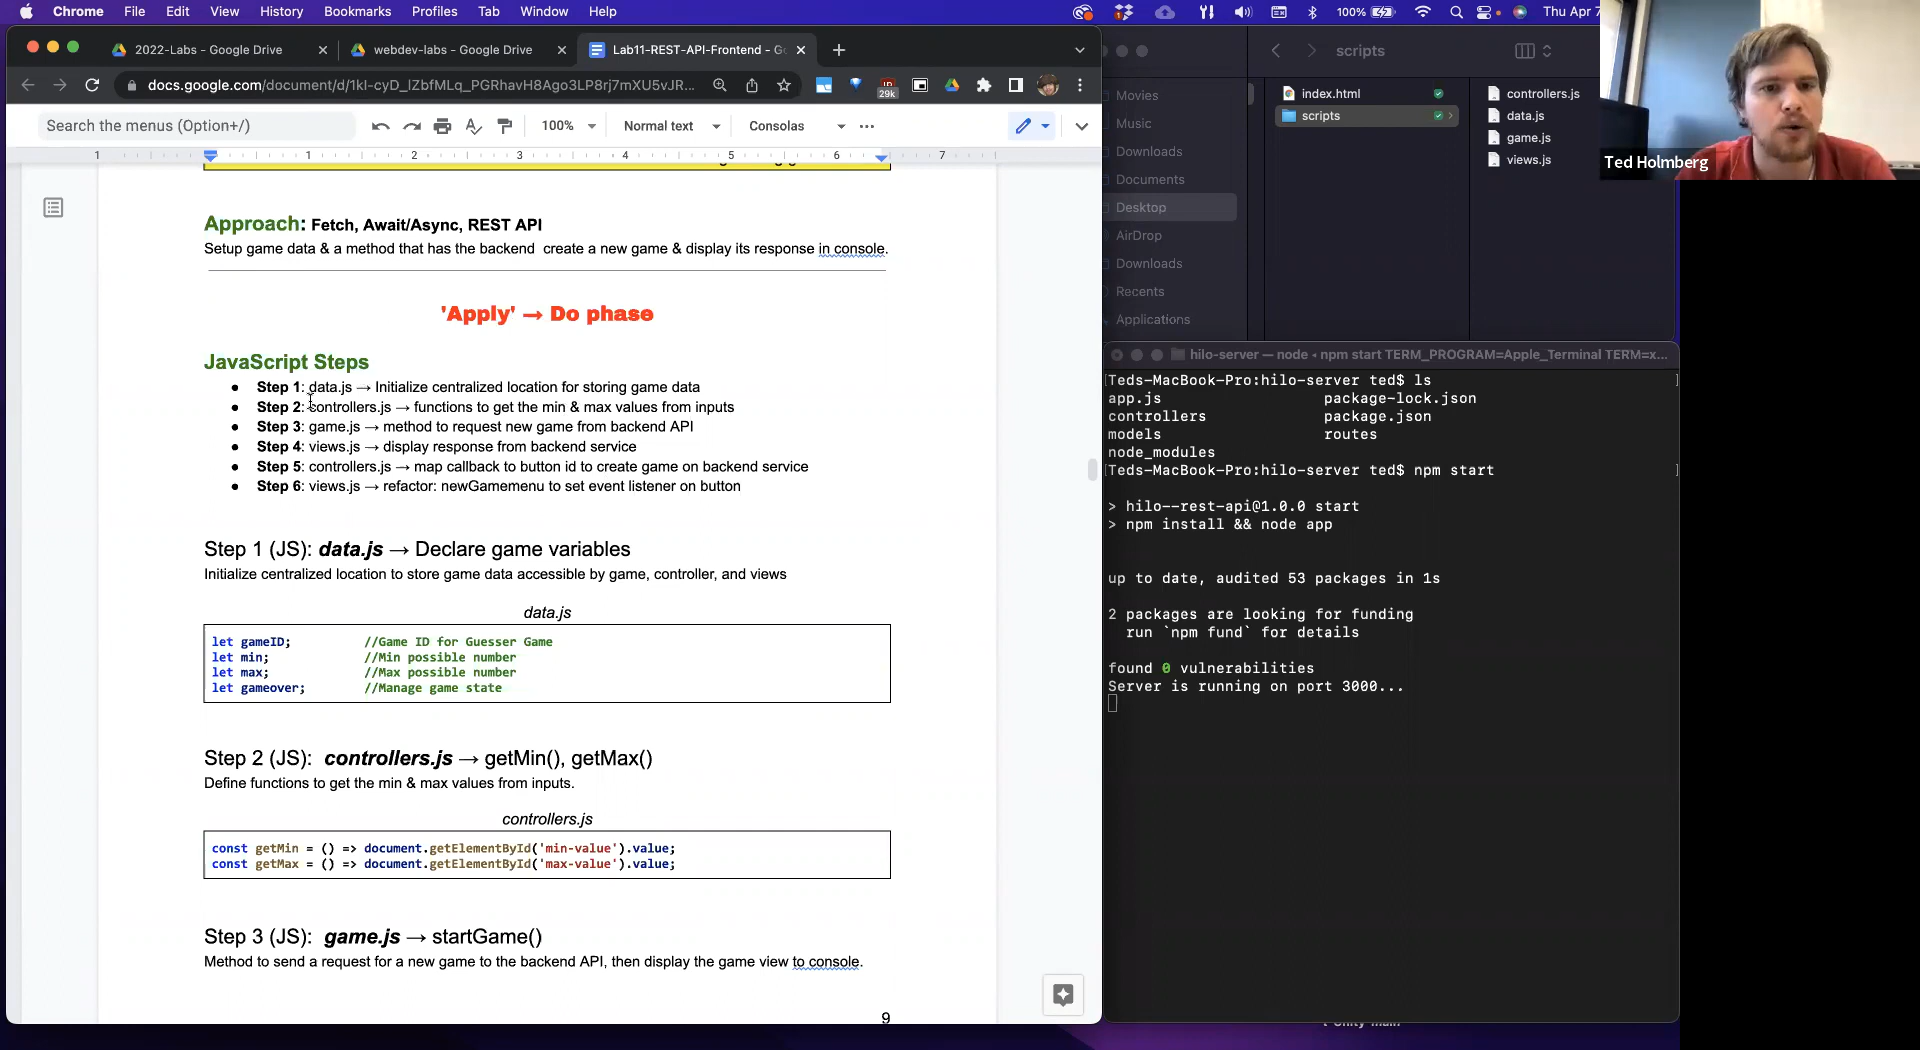 Chrome File Edit View History Bookmarks Profiles Tab Window Help
100% Thu Apr 7
2022-Labs - Google Drive
webdev-labs - Google Drive
Lab11-REST-API-Frontend - Go
docs.google.com/document/d/1kI-cyD_lZbfMLq_PGRhavH8Ago3LP8rj7mXU5vJR...
29k
Search the menus (Option+/)
100%
Normal text
Consolas
1 1 2 3 4 5 6 7
Approach: Fetch, Await/Async, REST API
Setup game data & a method that has the backend create a new game & display its response in console.
'Apply' → Do phase
JavaScript Steps
● Step 1: data.js → Initialize centralized location for storing game data
● Step 2: controllers.js → functions to get the min & max values from inputs
● Step 3: game.js → method to request new game from backend API
● Step 4: views.js → display response from backend service
● Step 5: controllers.js → map callback to button id to create game on backend service
● Step 6: views.js → refactor: newGamemenu to set event listener on button
Step 1 (JS): data.js → Declare game variables
Initialize centralized location to store game data accessible by game, controller, and views
data.js
let gameID; //Game ID for Guesser Game
let min; //Min possible number
let max; //Max possible number
let gameover; //Manage game state
Step 2 (JS): controllers.js → getMin(), getMax()
Define functions to get the min & max values from inputs.
controllers.js
const getMin = () => document.getElementById('min-value').value;
const getMax = () => document.getElementById('max-value').value;
Step 3 (JS): game.js → startGame()
Method to send a request for a new game to the backend API, then display the game view to console.
9
scripts
Movies
Music
Downloads
Documents
Desktop
AirDrop
Downloads
Recents
Applications
index.html
scripts
controllers.js
data.js
game.js
views.js
Ted Holmberg
hilo-server — node ◂ npm start TERM_PROGRAM=Apple_Terminal TERM=x...
[Teds-MacBook-Pro:hilo-server ted$ ls ]
app.js package-lock.json
controllers package.json
models routes
node_modules
[Teds-MacBook-Pro:hilo-server ted$ npm start ]
> hilo--rest-api@1.0.0 start
> npm install && node app
up to date, audited 53 packages in 1s
2 packages are looking for funding
run `npm fund` for details
found 0 vulnerabilities
Server is running on port 3000...